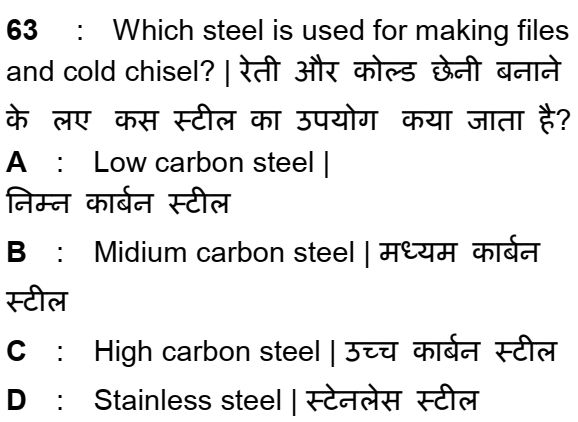 63 : Which steel is used for making files
and cold chisel? | रेती और कोल्ड छेनी बनाने
के लए कस स्टील का उपयोग कया जाता है?
A : Low carbon steel |
निम्न कार्बन स्टील
B : Midium carbon steel | मध्यम कार्बन
स्टील
C : High carbon steel | उच्च कार्बन स्टील
D : Stainless steel | स्टेनलेस स्टील